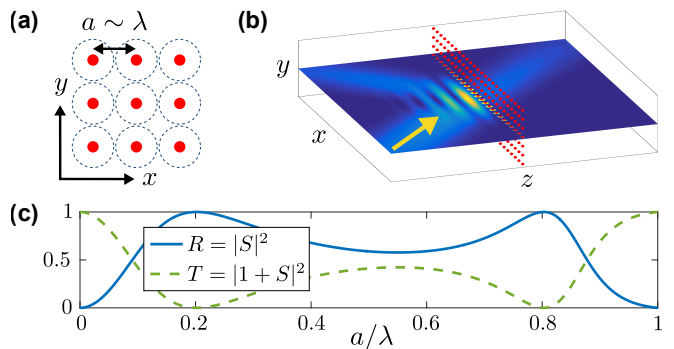 (a)
a ∼ λ
y
x
(b)
y
x
z
(c)
1
0.5
0
R = |S|²
T = |1 + S|²
0 0.2 0.4 0.6 0.8 1
a/λ